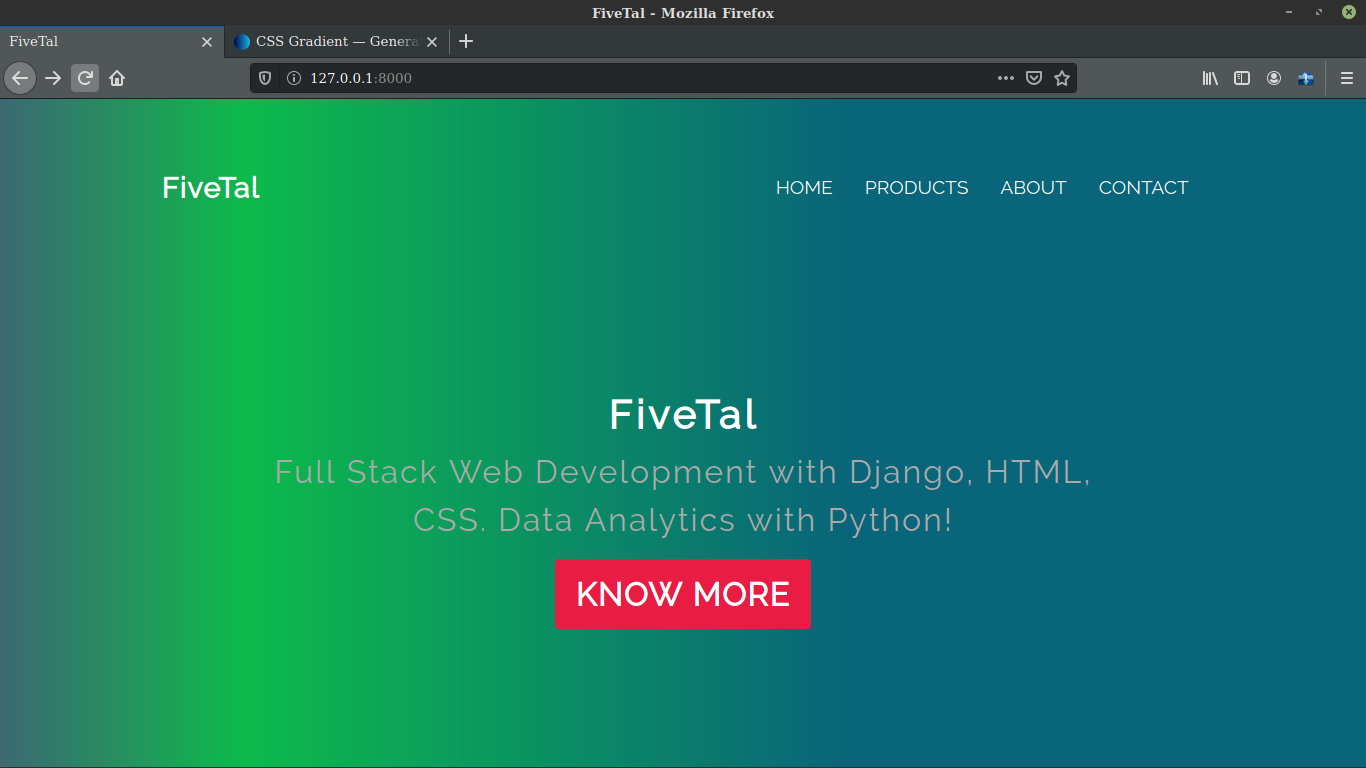 FiveTal - Mozilla Firefox
FiveTal
CSS Gradient — Genera
127.0.0.1:8000
FiveTal
HOME PRODUCTS ABOUT CONTACT
FiveTal
Full Stack Web Development with Django, HTML,
CSS. Data Analytics with Python!
KNOW MORE